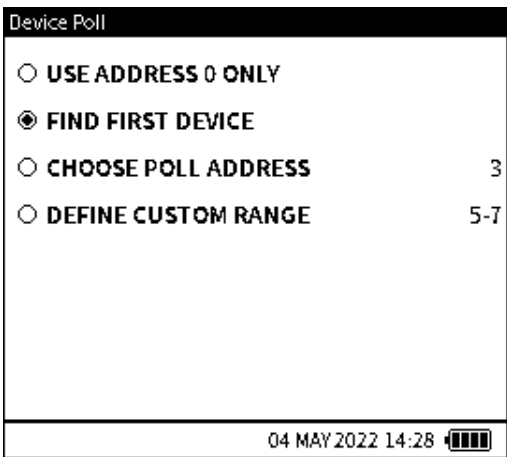 Device Poll
USE ADDRESS 0 ONLY
FIND FIRST DEVICE
CHOOSE POLL ADDRESS 3
DEFINE CUSTOM RANGE 5-7
04 MAY 2022 14:28